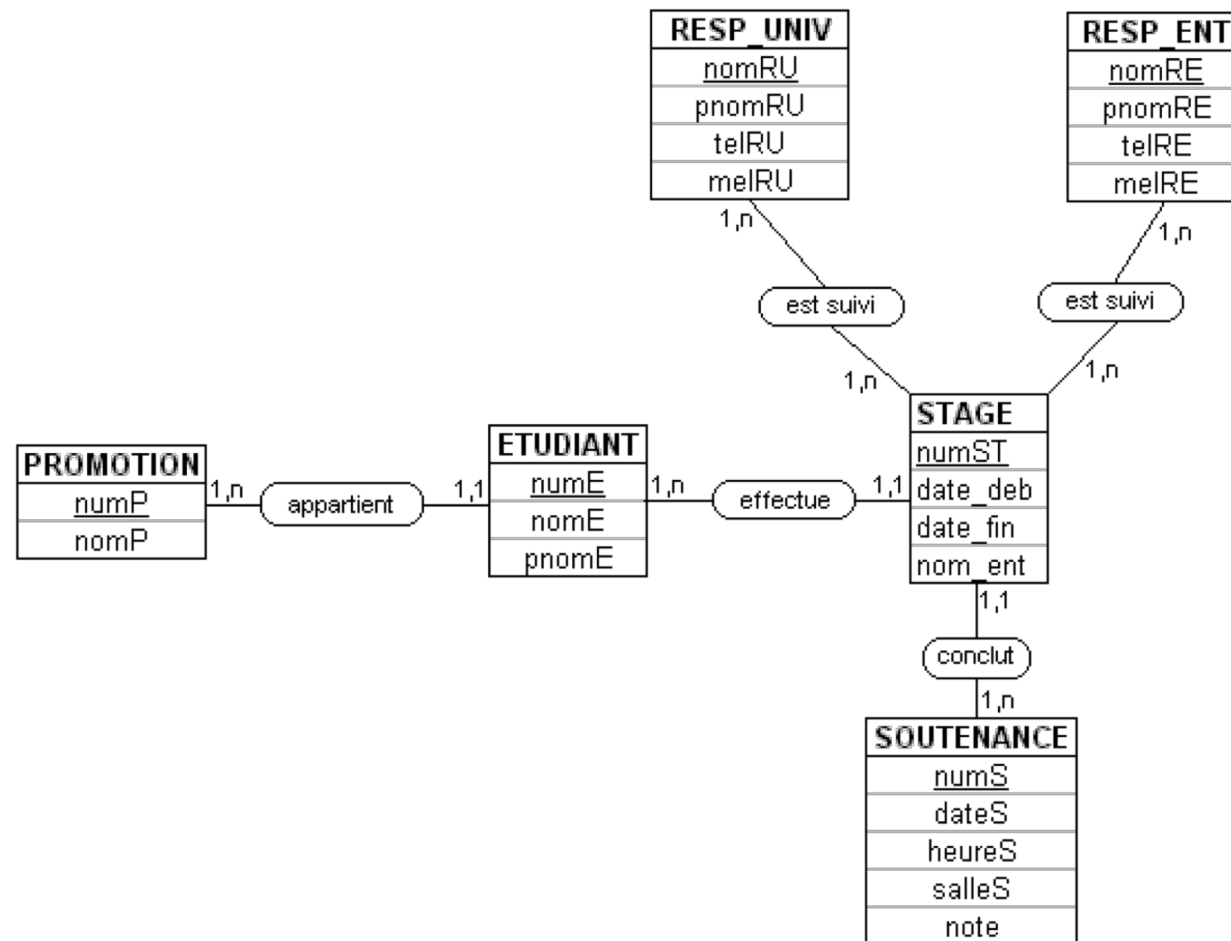 RESP_UNIV
nomRU
pnomRU
telRU
melRU
RESP_ENT
nomRE
pnomRE
telRE
melRE
1,n
1,n
est suivi
est suivi
1,n
1,n
PROMOTION
numP
nomP
1,n
appartient
1,1
ETUDIANT
numE
nomE
pnomE
1,n
effectue
1,1
STAGE
numST
date_deb
date_fin
nom_ent
1,1
conclut
1,n
SOUTENANCE
numS
dateS
heureS
salleS
note